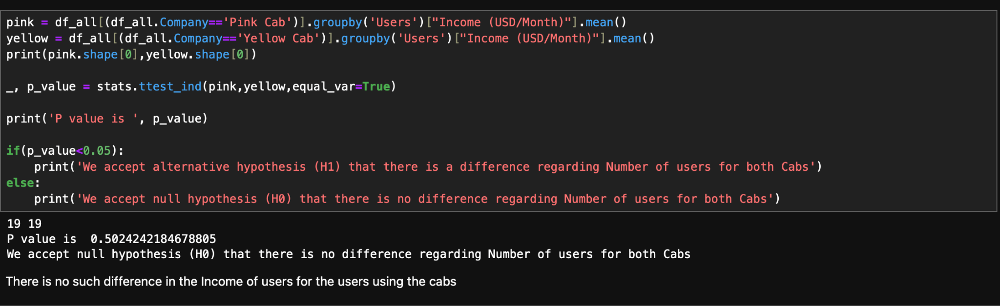 pink = df_all[(df_all.Company=='Pink Cab')].groupby('Users')["Income (USD/Month)"].mean()
yellow = df_all[(df_all.Company=='Yellow Cab')].groupby('Users')["Income (USD/Month)"].mean()
print(pink.shape[0],yellow.shape[0])
_, p_value = stats.ttest_ind(pink,yellow,equal_var=True)
print('P value is ', p_value)
if(p_value<0.05):
    print('We accept alternative hypothesis (H1) that there is a difference regarding Number of users for both Cabs')
else:
    print('We accept null hypothesis (H0) that there is no difference regarding Number of users for both Cabs')
19 19
P value is  0.5024242184678805
We accept null hypothesis (H0) that there is no difference regarding Number of users for both Cabs
There is no such difference in the Income of users for the users using the cabs